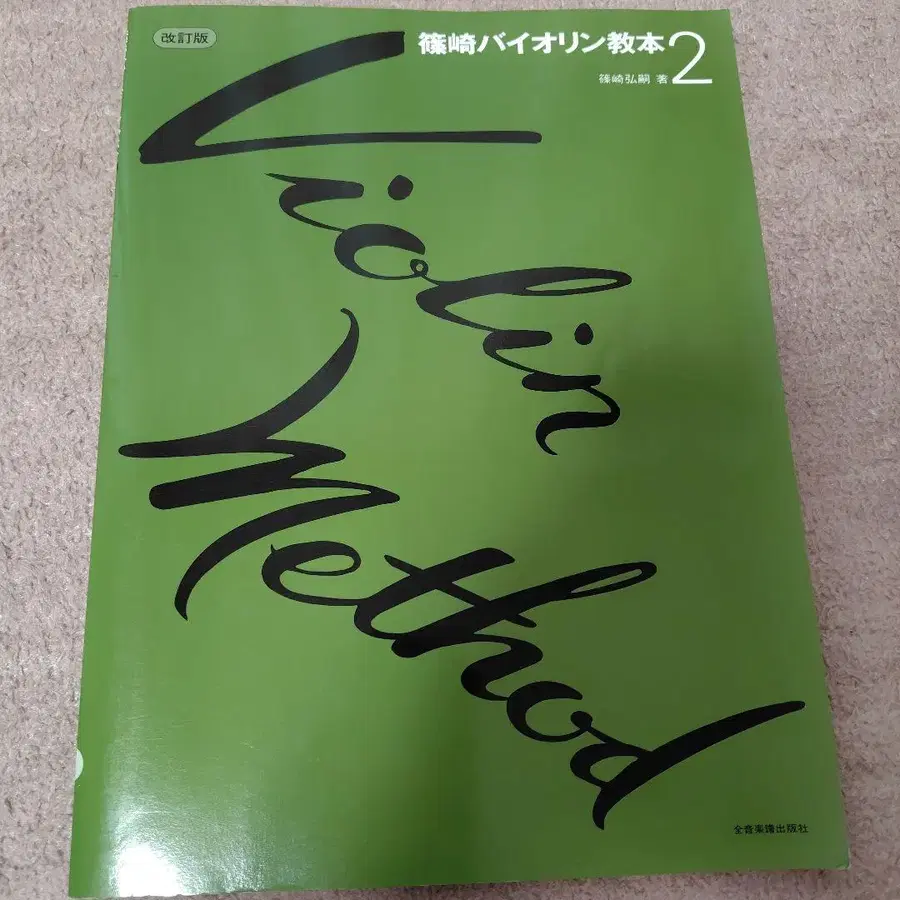 改訂版
篠崎バイオリン教本2
篠崎弘嗣 著
Violin
Method
全音楽譜出版社